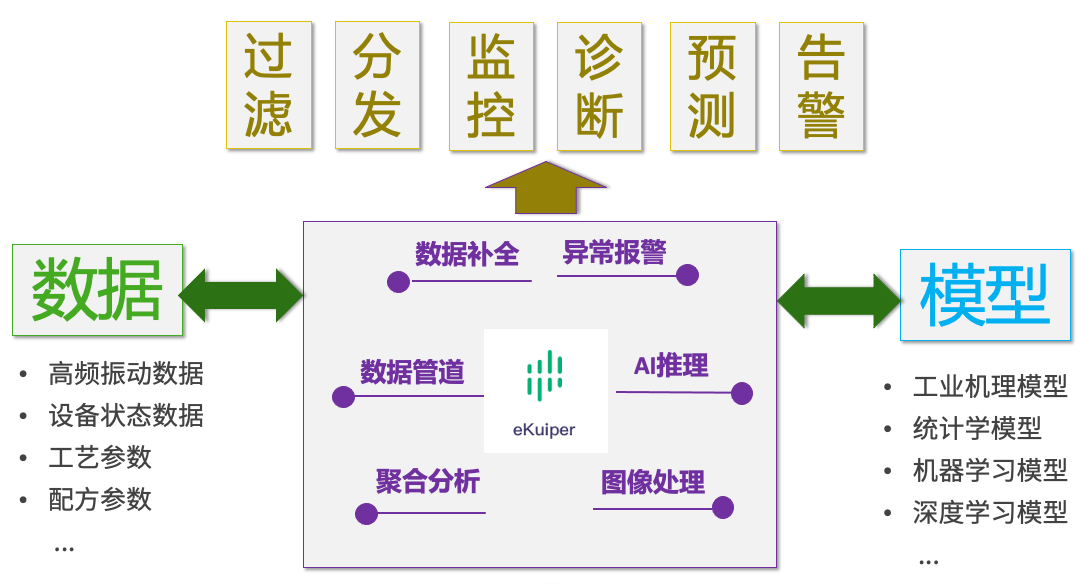 过滤
分发
监控
诊断
预测
告警
数据
• 高频振动数据
• 设备状态数据
• 工艺参数
• 配方参数
...
数据补全
异常报警
数据管道
AI推理
eKuiper
聚合分析
图像处理
模型
• 工业机理模型
• 统计学模型
• 机器学习模型
• 深度学习模型
...